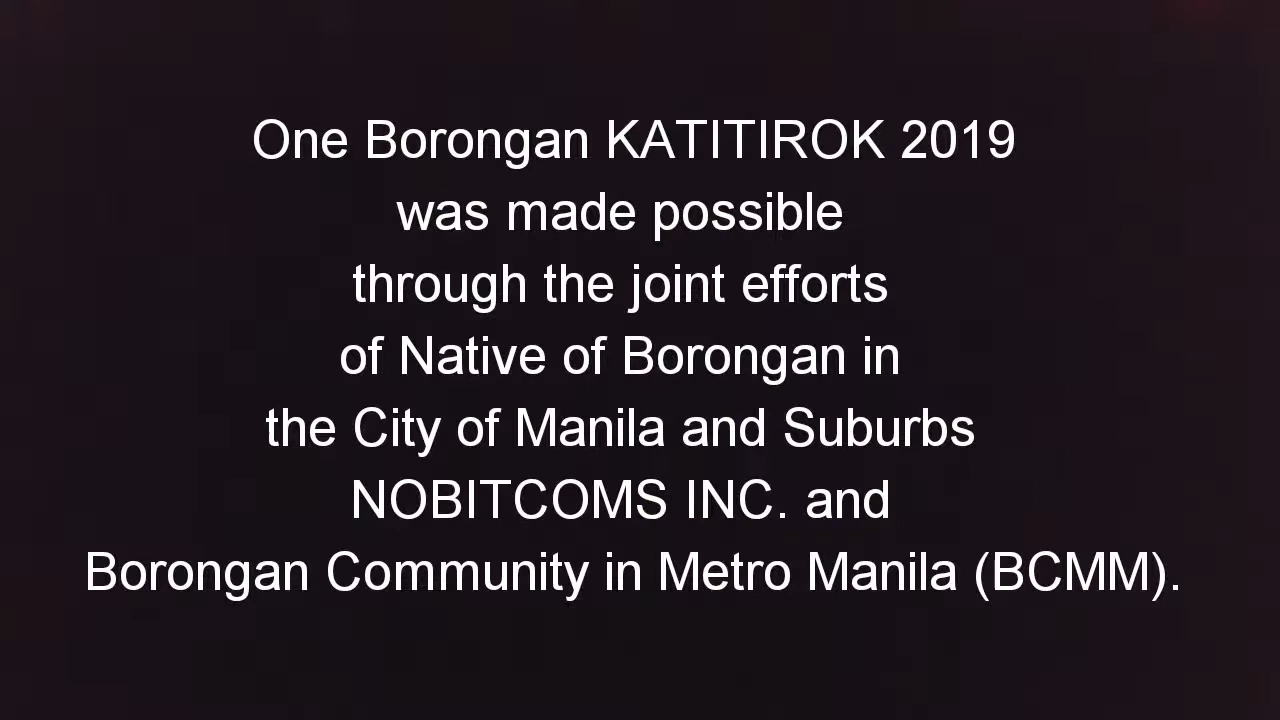 One Borongan KATITIROK 2019
was made possible
through the joint efforts
of Native of Borongan in
the City of Manila and Suburbs
NOBITCOMS INC. and
Borongan Community in Metro Manila (BCMM).